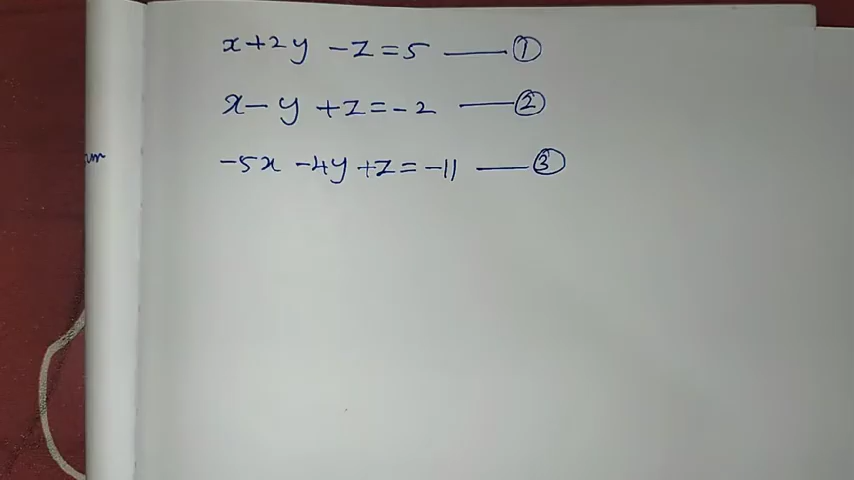 x+2y -z=5 —— ①
x-y +z=-2 —— ②
-5x -4y +z=-11 —— ③